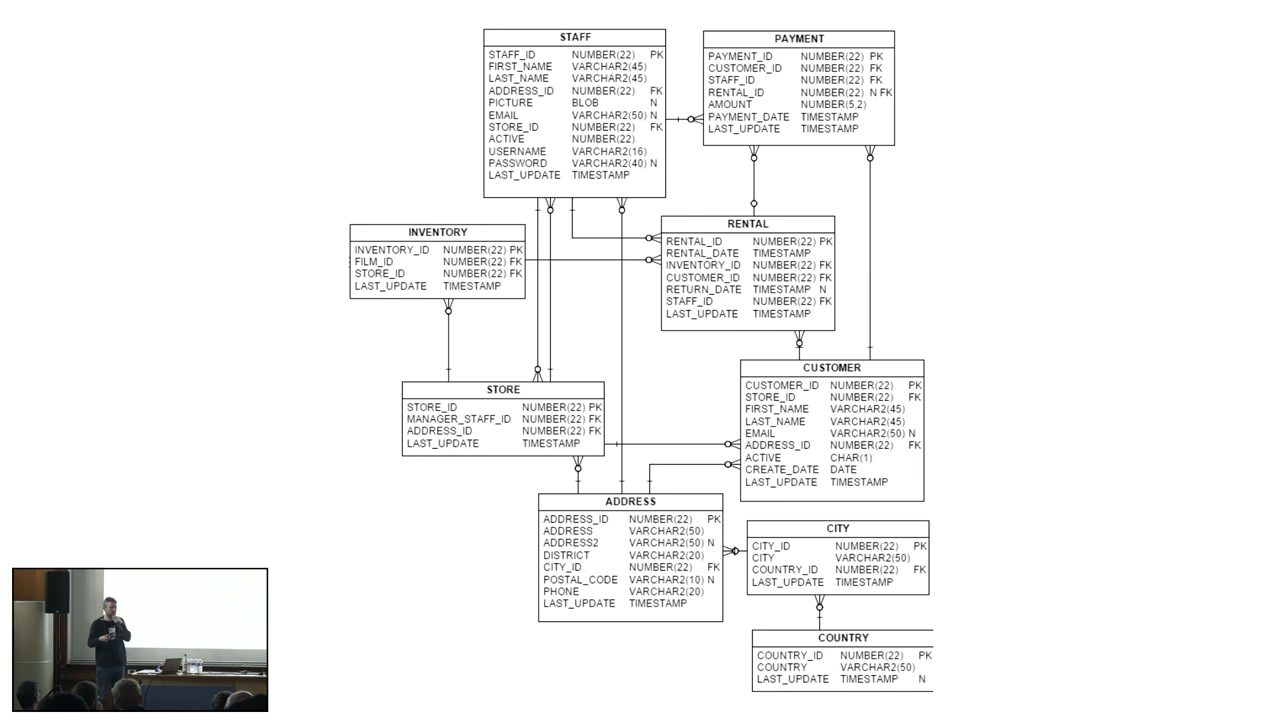 STAFF
STAFF_ID NUMBER(22) PK
FIRST_NAME VARCHAR2(45)
LAST_NAME VARCHAR2(45)
ADDRESS_ID NUMBER(22) FK
PICTURE BLOB N
EMAIL VARCHAR2(50) N
STORE_ID NUMBER(22) FK
ACTIVE NUMBER(22)
USERNAME VARCHAR2(16)
PASSWORD VARCHAR2(40) N
LAST_UPDATE TIMESTAMP
PAYMENT
PAYMENT_ID NUMBER(22) PK
CUSTOMER_ID NUMBER(22) FK
STAFF_ID NUMBER(22) FK
RENTAL_ID NUMBER(22) N FK
AMOUNT NUMBER(5,2)
PAYMENT_DATE TIMESTAMP
LAST_UPDATE TIMESTAMP
INVENTORY
INVENTORY_ID NUMBER(22) PK
FILM_ID NUMBER(22) FK
STORE_ID NUMBER(22) FK
LAST_UPDATE TIMESTAMP
RENTAL
RENTAL_ID NUMBER(22) PK
RENTAL_DATE TIMESTAMP
INVENTORY_ID NUMBER(22) FK
CUSTOMER_ID NUMBER(22) FK
RETURN_DATE TIMESTAMP N
STAFF_ID NUMBER(22) FK
LAST_UPDATE TIMESTAMP
STORE
STORE_ID NUMBER(22) PK
MANAGER_STAFF_ID NUMBER(22) FK
ADDRESS_ID NUMBER(22) FK
LAST_UPDATE TIMESTAMP
CUSTOMER
CUSTOMER_ID NUMBER(22) PK
STORE_ID NUMBER(22) FK
FIRST_NAME VARCHAR2(45)
LAST_NAME VARCHAR2(45)
EMAIL VARCHAR2(50) N
ADDRESS_ID NUMBER(22) FK
ACTIVE CHAR(1)
CREATE_DATE DATE
LAST_UPDATE TIMESTAMP
ADDRESS
ADDRESS_ID NUMBER(22) PK
ADDRESS VARCHAR2(50)
ADDRESS2 VARCHAR2(50) N
DISTRICT VARCHAR2(20)
CITY_ID NUMBER(22) FK
POSTAL_CODE VARCHAR2(10) N
PHONE VARCHAR2(20)
LAST_UPDATE TIMESTAMP
CITY
CITY_ID NUMBER(22) PK
CITY VARCHAR2(50)
COUNTRY_ID NUMBER(22) FK
LAST_UPDATE TIMESTAMP
COUNTRY
COUNTRY_ID NUMBER(22) PK
COUNTRY VARCHAR2(50)
LAST_UPDATE TIMESTAMP N